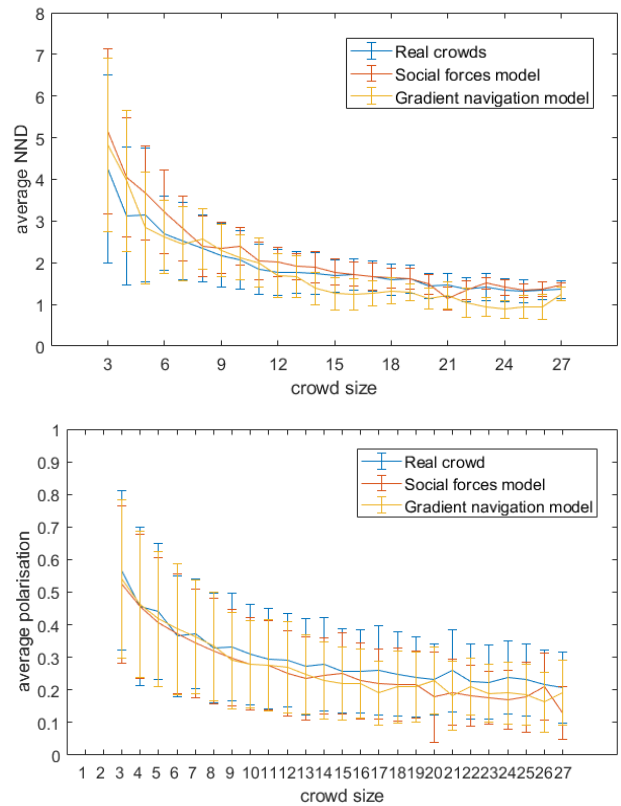 8
7
6
5
4
3
2
1
0
average NND
Real crowds
Social forces model
Gradient navigation model
3 6 9 12 15 18 21 24 27
crowd size
1
0.9
0.8
0.7
0.6
0.5
0.4
0.3
0.2
0.1
0
average polarisation
Real crowd
Social forces model
Gradient navigation model
1 2 3 4 5 6 7 8 9 10 11 12 13 14 15 16 17 18 19 20 21 22 23 24 25 26 27
crowd size